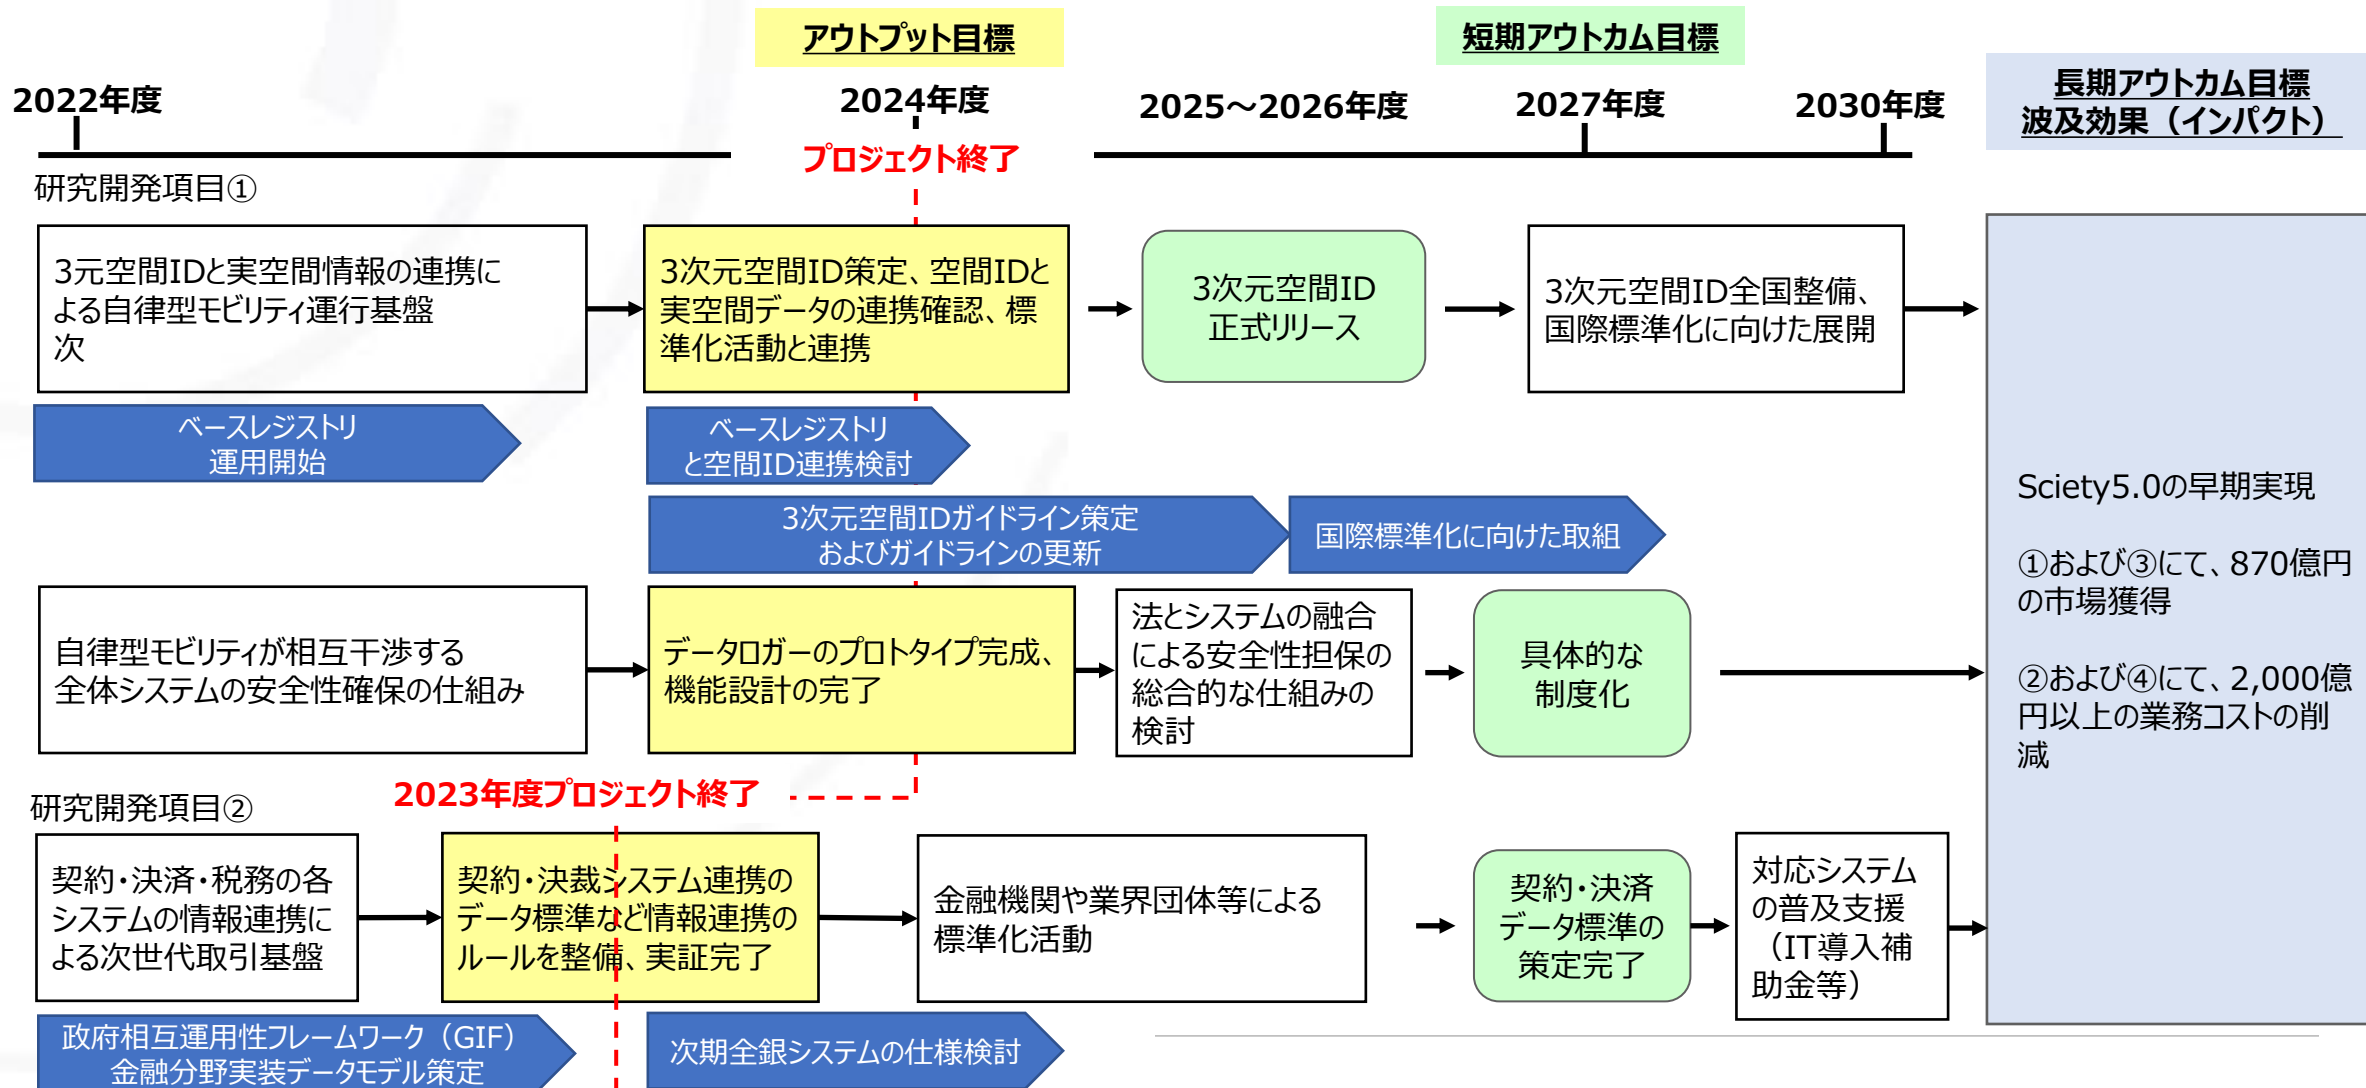 アウトプット目標
短期アウトカム目標
長期アウトカム目標
波及効果（インパクト）
2022年度
2024年度
2025～2026年度
2027年度
2030年度
プロジェクト終了
研究開発項目①
3元空間IDと実空間情報の連携に
よる自律型モビリティ運行基盤
次
3次元空間ID策定、空間IDと
実空間データの連携確認、標
準化活動と連携
3次元空間ID
正式リリース
3次元空間ID全国整備、
国際標準化に向けた展開
ベースレジストリ
運用開始
ベースレジストリ
と空間ID連携検討
3次元空間IDガイドライン策定
およびガイドラインの更新
国際標準化に向けた取組
自律型モビリティが相互干渉する
全体システムの安全性確保の仕組み
データロガーのプロトタイプ完成、
機能設計の完了
法とシステムの融合
による安全性担保の
総合的な仕組みの
検討
具体的な
制度化
Sciety5.0の早期実現
①および③にて、870億円
の市場獲得
②および④にて、2,000億
円以上の業務コストの削
減
2023年度プロジェクト終了
研究開発項目②
契約・決済・税務の各
システムの情報連携に
よる次世代取引基盤
契約・決裁システム連携の
データ標準など情報連携の
ルールを整備、実証完了
金融機関や業界団体等による
標準化活動
契約・決済
データ標準の
策定完了
対応システム
の普及支援
（IT導入補
助金等）
政府相互運用性フレームワーク（GIF）
金融分野実装データモデル策定
次期全銀システムの仕様検討